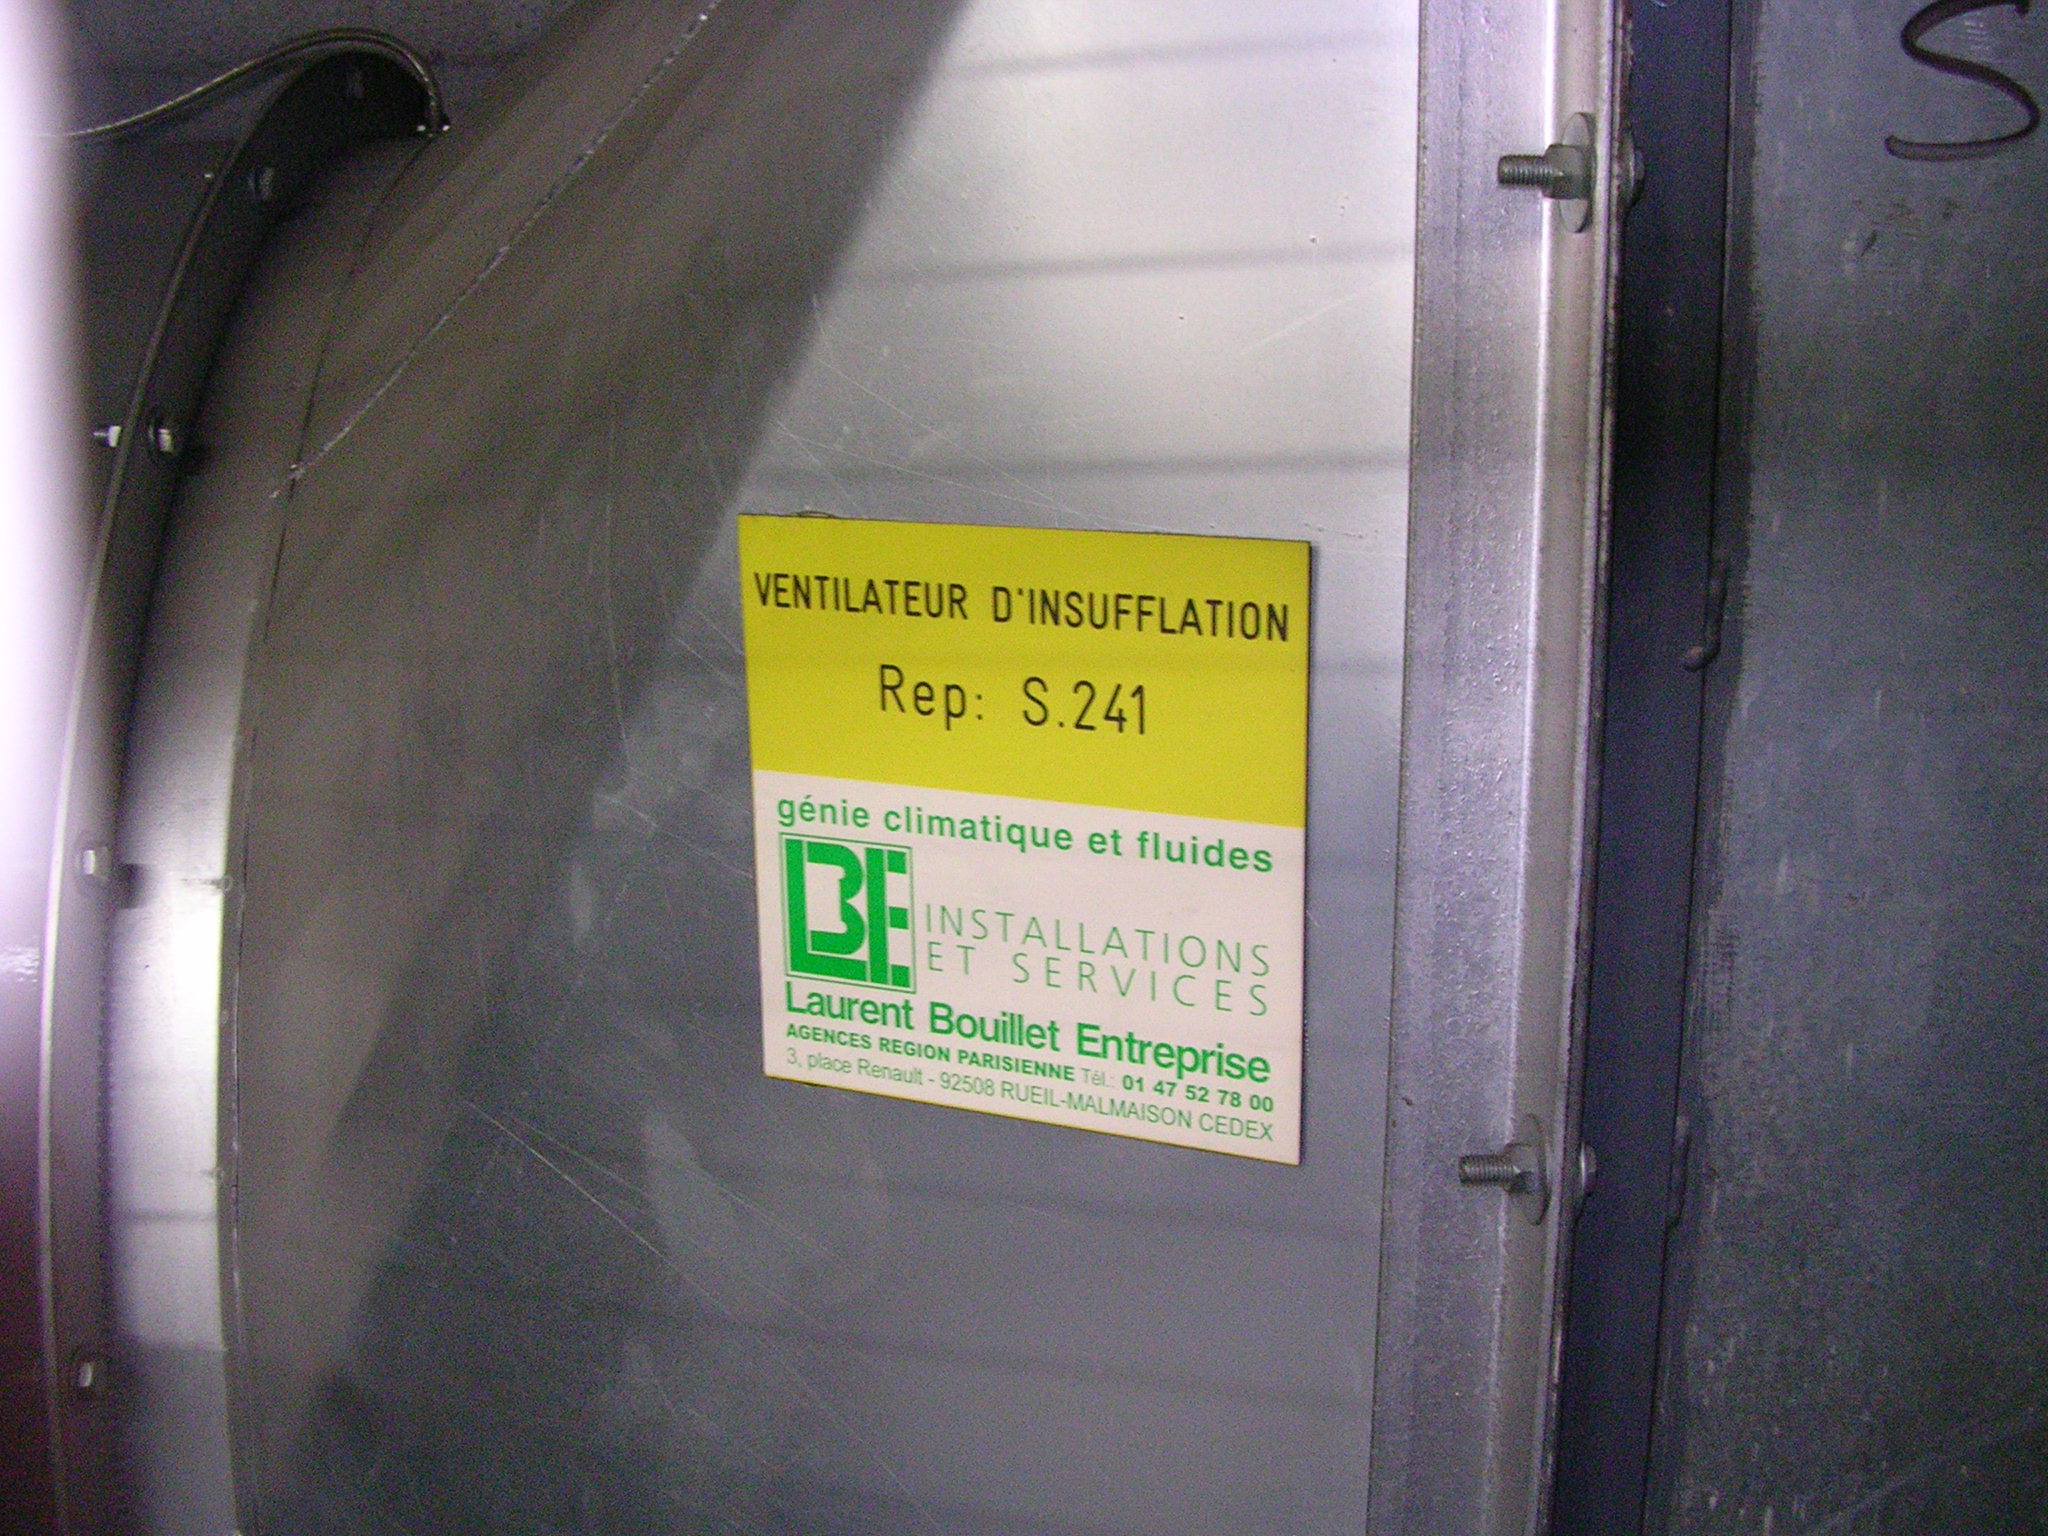 S
VENTILATEUR D'INSUFFLATION
Rep: S.241
génie climatique et fluides
LBE
INSTALLATIONS
ET SERVICES
Laurent Bouillet Entreprise
AGENCES REGION PARISIENNE Tél.: 01 47 52 78 00
3, place Renault - 92508 RUEIL-MALMAISON CEDEX